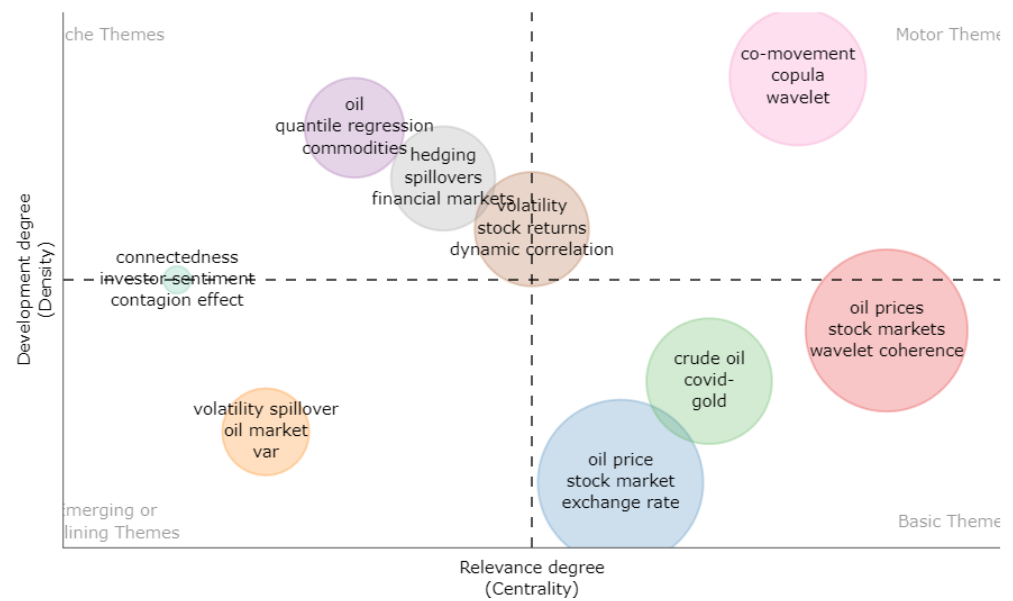 che Themes
Motor Theme
co-movement
copula
wavelet
oil
quantile regression
commodities
hedging
spillovers
financial markets
volatility
stock returns
dynamic correlation
connectedness
investor sentiment
contagion effect
oil prices
stock markets
wavelet coherence
crude oil
covid-
gold
volatility spillover
oil market
var
oil price
stock market
exchange rate
Emerging or
lining Themes
Basic Theme
Development degree
(Density)
Relevance degree
(Centrality)